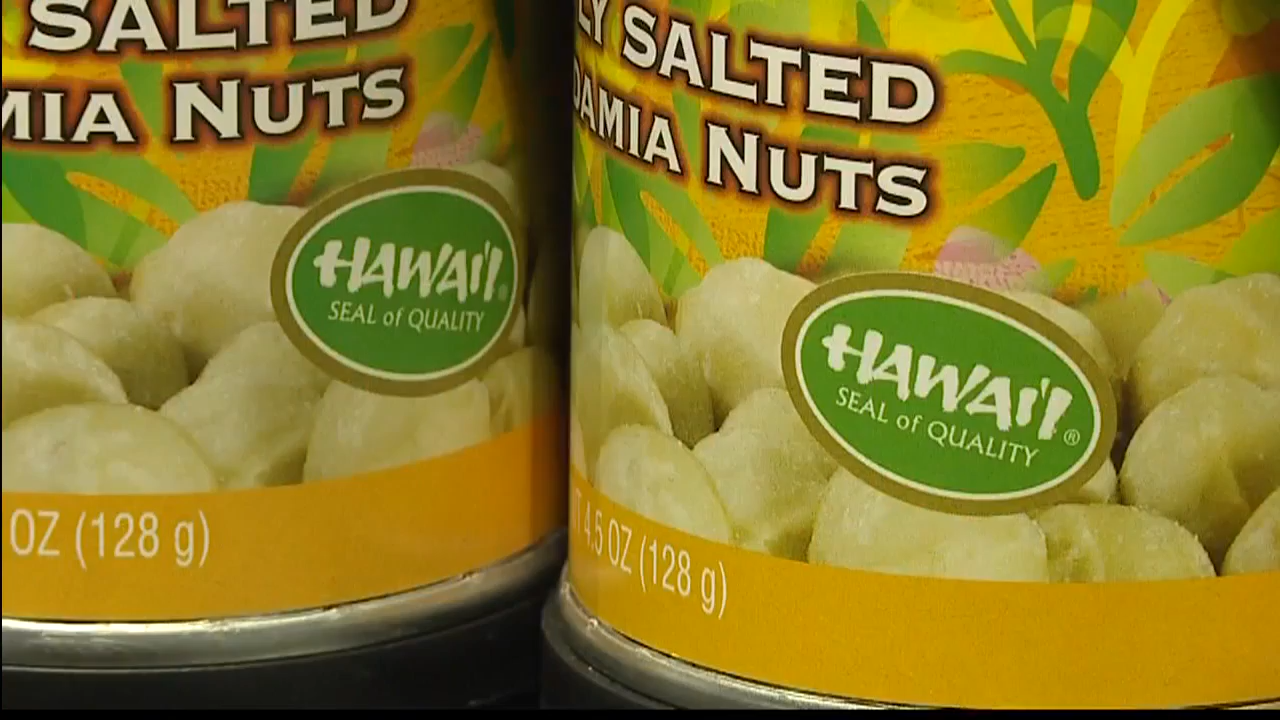 SALTED
MIA NUTS
HAWAI'I®
SEAL of QUALITY
OZ (128 g)
LY SALTED
DAMIA NUTS
HAWAI'I®
SEAL of QUALITY
T 4.5 OZ (128 g)